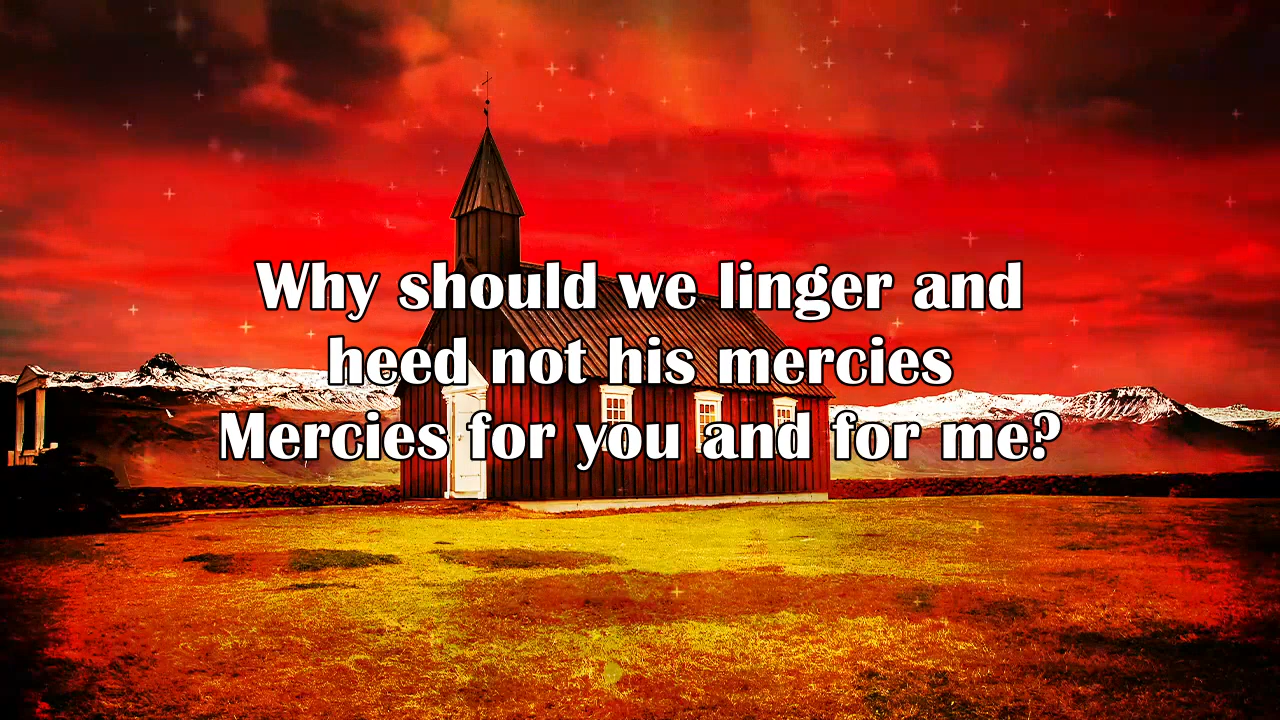 Why should we linger and
heed not his mercies
Mercies for you and for me?